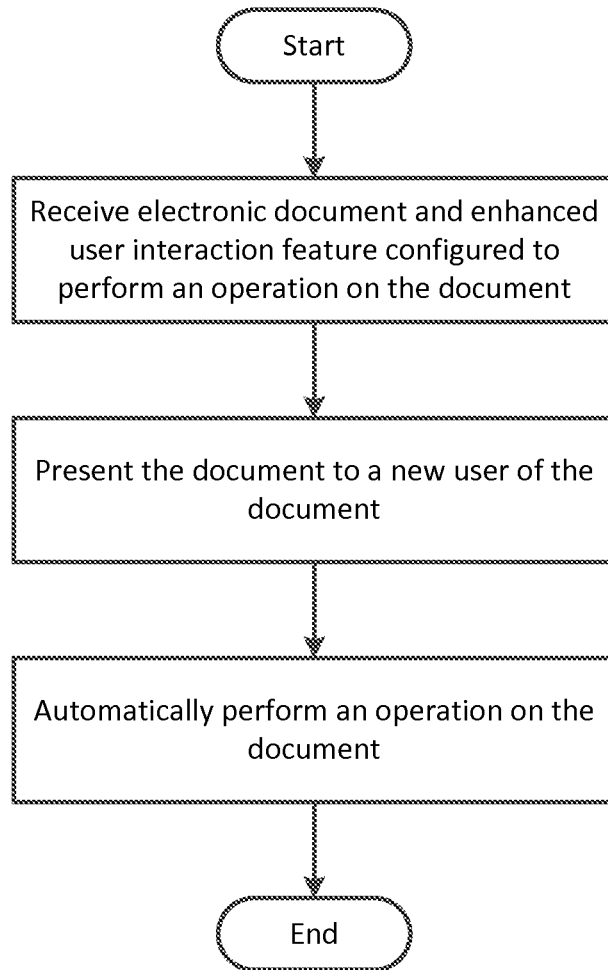 Start
Receive electronic document and enhanced
user interaction feature configured to
perform an operation on the document
Present the document to a new user of the
document
Automatically perform an operation on the
document
End